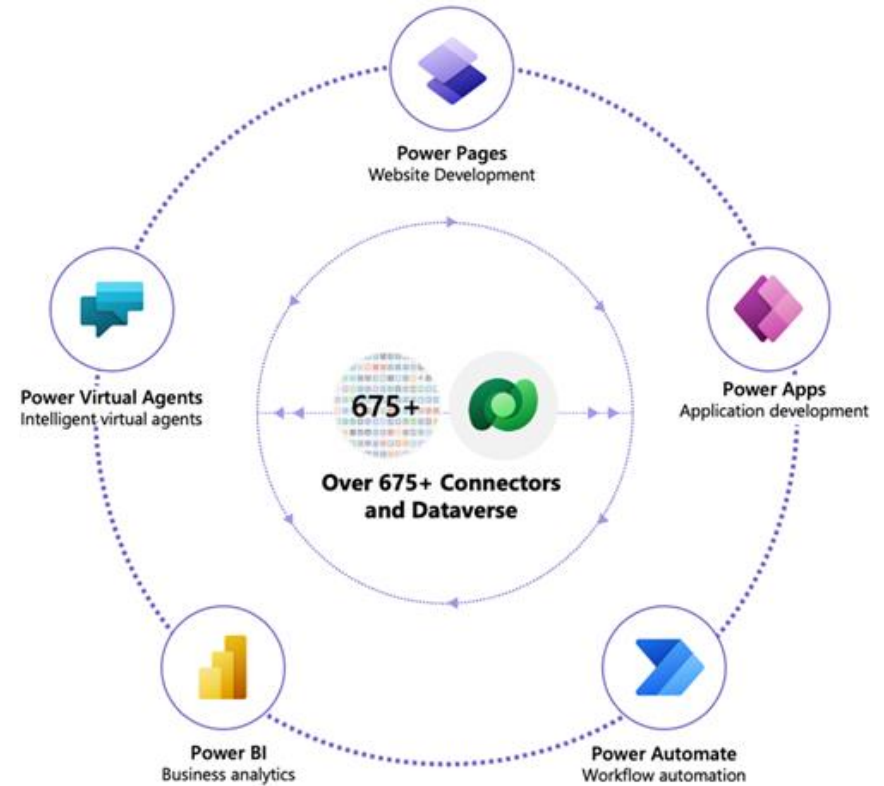 Power Pages
Website Development
Power Virtual Agents
Intelligent virtual agents
Power Apps
Application development
675+
Over 675+ Connectors
and Dataverse
Power BI
Business analytics
Power Automate
Workflow automation